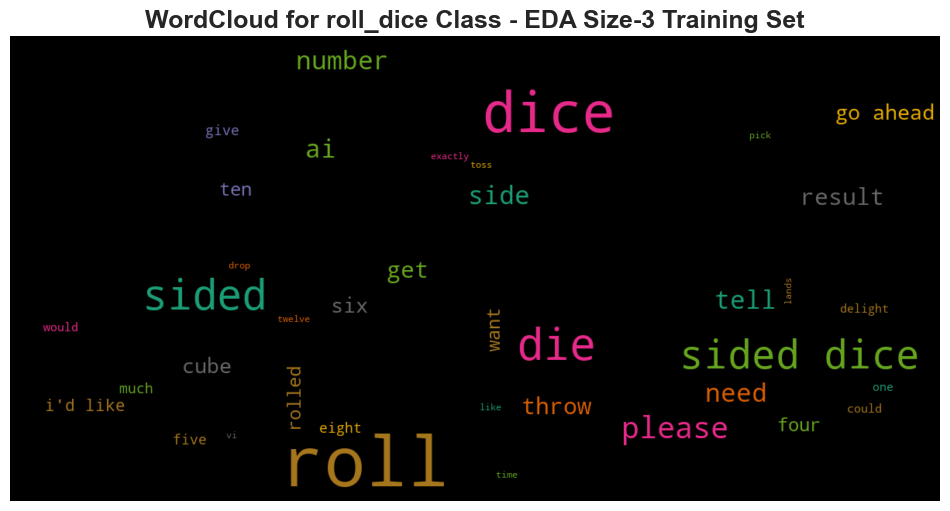 WordCloud for roll_dice Class - EDA Size-3 Training Set
number
dice
go ahead
give
pick
ai
exactly
toss
ten
side
result
drop
get
sided
lands
tell
six
delight
twelve
want
would
die
sided dice
cube
much
rolled
need
one
i'd like
like
throw
could
please
four
eight
five
vi
roll
time